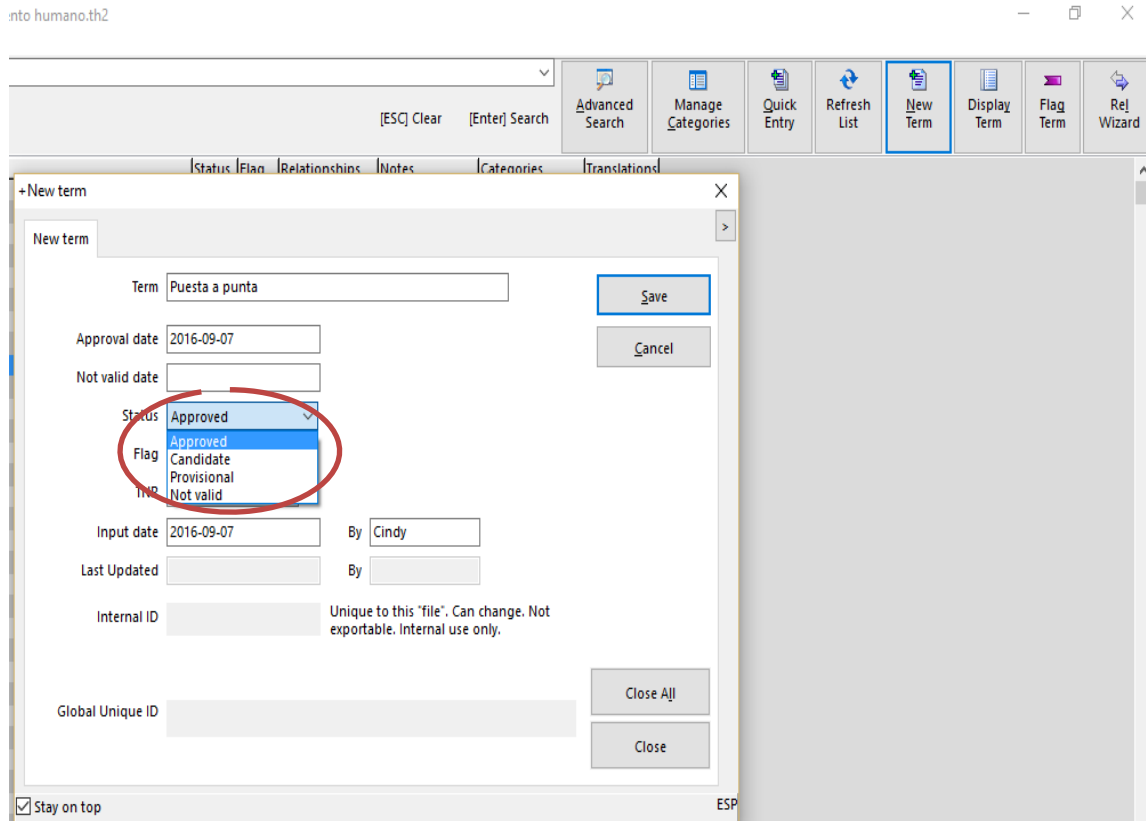 ento humano.th2
[ESC] Clear [Enter] Search
Advanced Search
Manage Categories
Quick Entry
Refresh List
New Term
Display Term
Flag Term
Rel Wizard
Status Flag Relationships Notes Categories Translations
+New term
>
New term
Term Puesta a punta
Save
Approval date 2016-09-07
Cancel
Not valid date
Status Approved
Approved
Flag
Candidate
Provisional
TNR
Not valid
Input date 2016-09-07 By Cindy
Last Updated By
Internal ID
Unique to this "file". Can change. Not
exportable. Internal use only.
Close All
Global Unique ID
Close
Stay on top
ESP